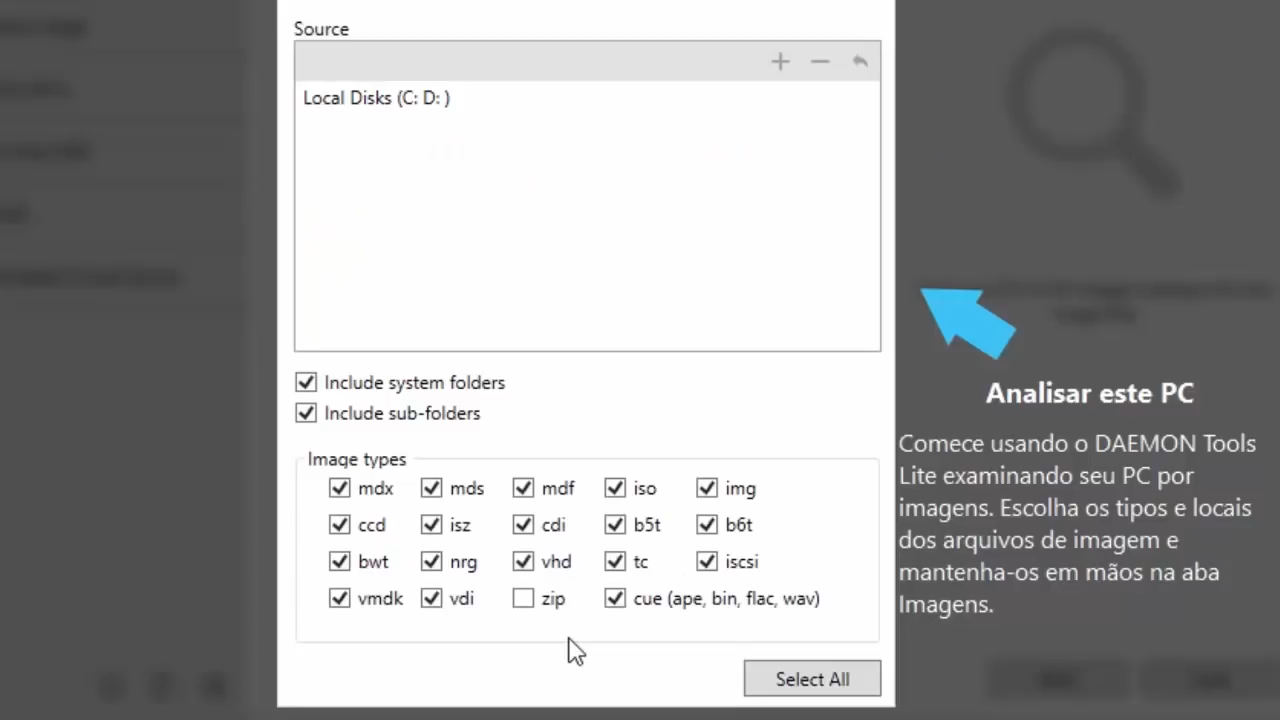 Source
Local Disks (C: D: )
Include system folders
Include sub-folders
Image types
mdx mds mdf iso img
ccd isz cdi b5t b6t
bwt nrg vhd tc iscsi
vmdk vdi zip cue (ape, bin, flac, wav)
Select All
Analisar este PC
Comece usando o DAEMON Tools
Lite examinando seu PC por
imagens. Escolha os tipos e locais
dos arquivos de imagem e
mantenha-os em mãos na aba
Imagens.